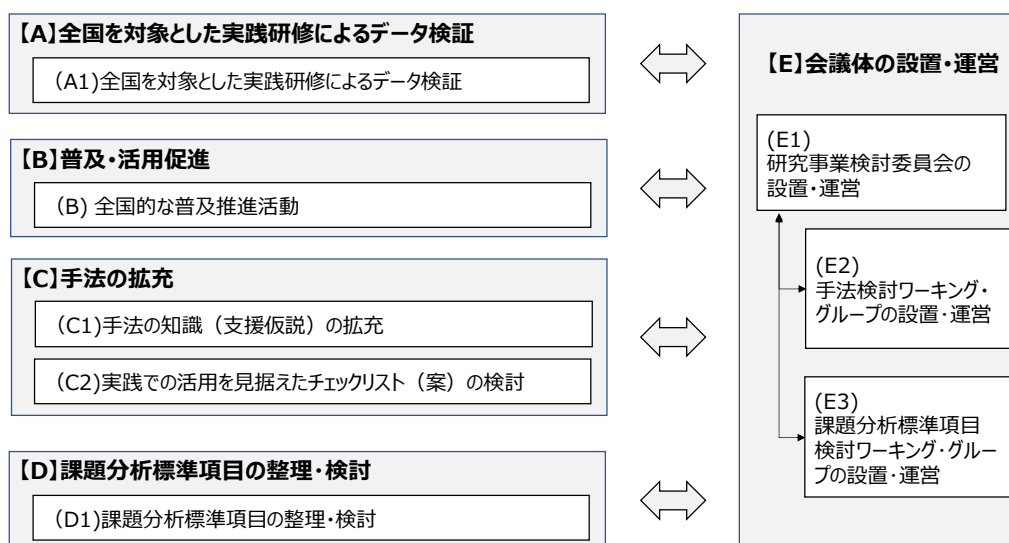 【A】全国を対象とした実践研修によるデータ検証
(A1)全国を対象とした実践研修によるデータ検証
【B】普及・活用促進
(B) 全国的な普及推進活動
【C】手法の拡充
(C1)手法の知識（支援仮説）の拡充
(C2)実践での活用を見据えたチェックリスト（案）の検討
【D】課題分析標準項目の整理・検討
(D1)課題分析標準項目の整理・検討
【E】会議体の設置・運営
(E1)
研究事業検討委員会の
設置・運営
(E2)
手法検討ワーキング・
グループの設置・運営
(E3)
課題分析標準項目
検討ワーキング・グルー
プの設置・運営